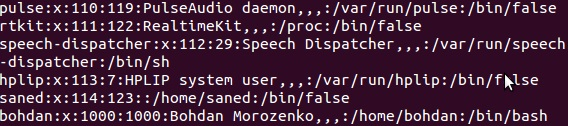 pulse:x:110:119:PulseAudio daemon,,,:/var/run/pulse:/bin/false
rtkit:x:111:122:RealtimeKit,,,:/proc:/bin/false
speech-dispatcher:x:112:29:Speech Dispatcher,,,:/var/run/speech
-dispatcher:/bin/sh
hplip:x:113:7:HPLIP system user,,,:/var/run/hplip:/bin/false
saned:x:114:123::/home/saned:/bin/false
bohdan:x:1000:1000:Bohdan Morozenko,,,:/home/bohdan:/bin/bash